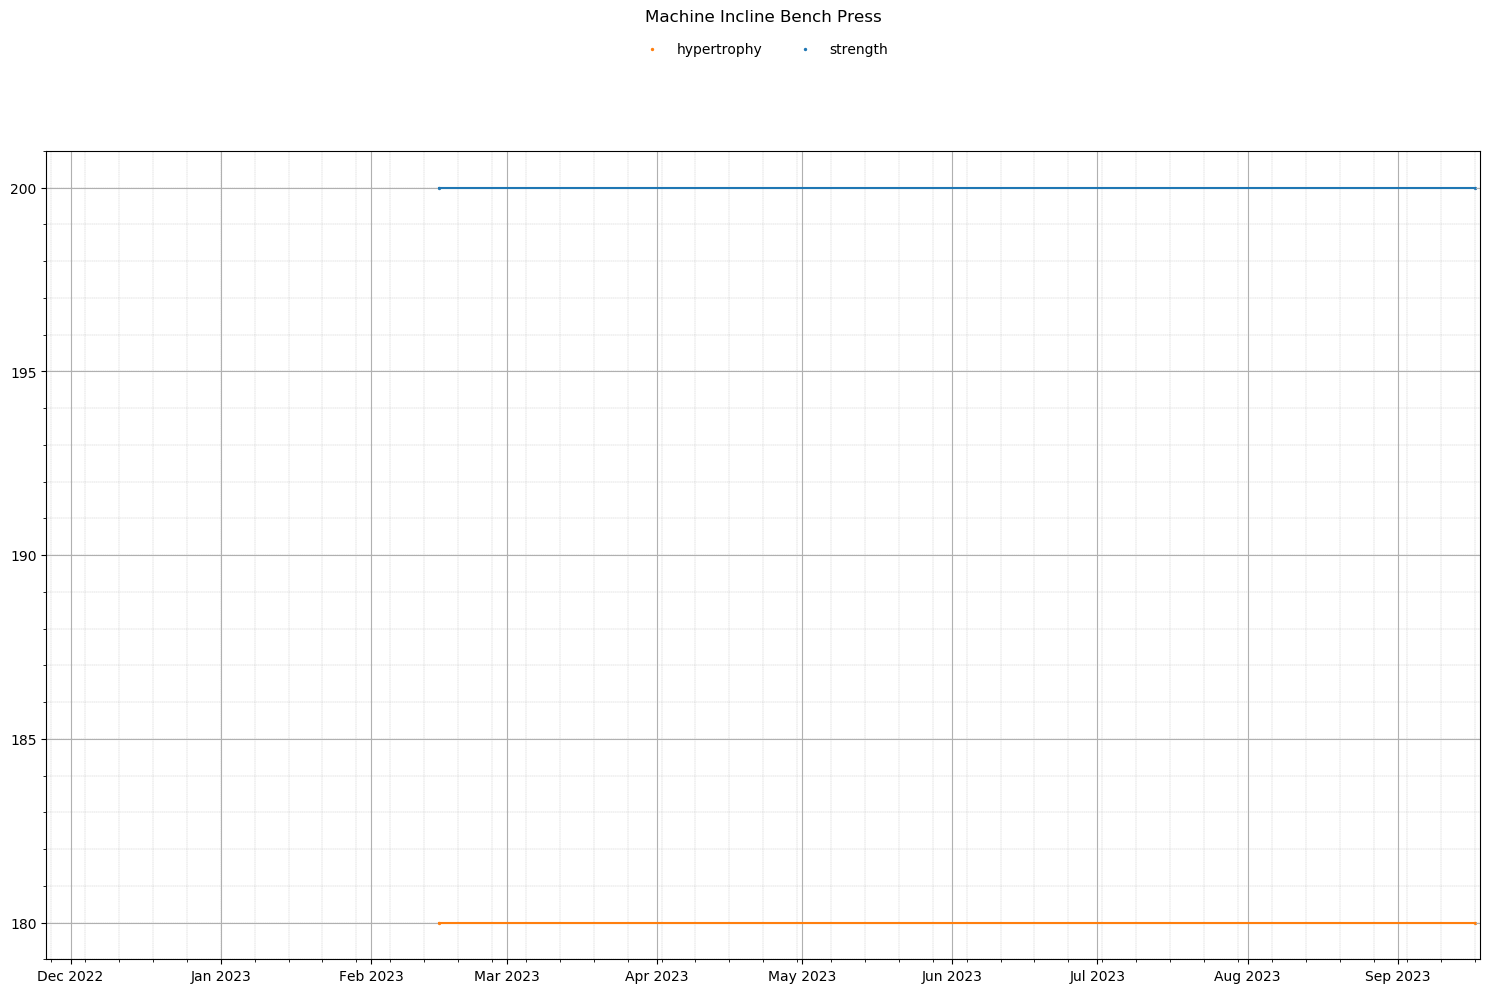 Machine Incline Bench Press
hypertrophy strength
200
195
190
185
180
Dec 2022 Jan 2023 Feb 2023 Mar 2023 Apr 2023 May 2023 Jun 2023 Jul 2023 Aug 2023 Sep 2023